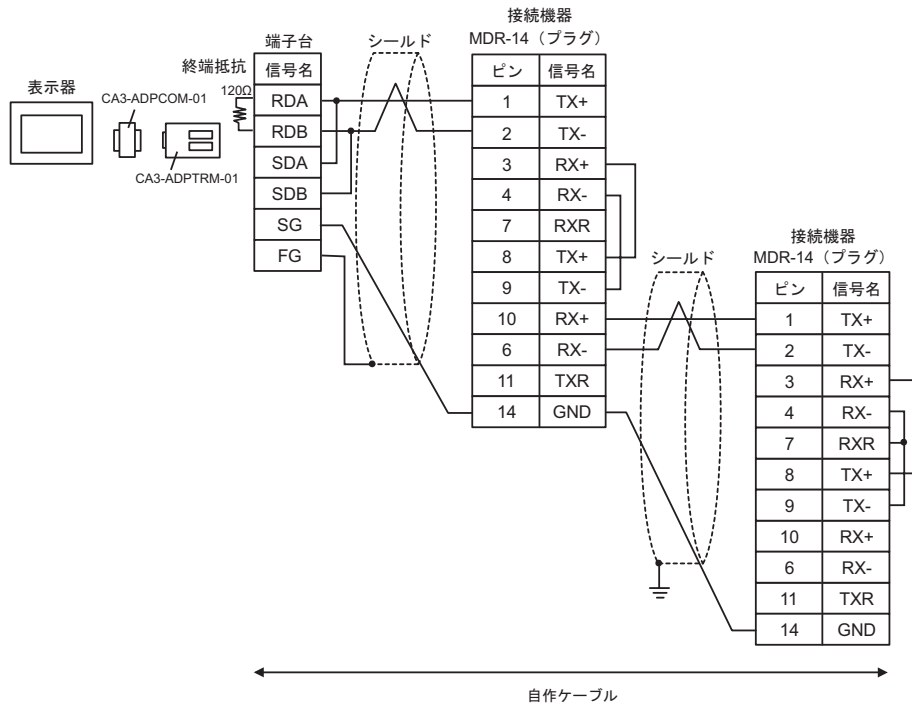 表示器
CA3-ADPCOM-01
CA3-ADPTRM-01
終端抵抗
120Ω
端子台
信号名
RDA
RDB
SDA
SDB
SG
FG
シールド
接続機器
MDR-14（プラグ）
ピン 信号名
1 TX+
2 TX-
3 RX+
4 RX-
7 RXR
8 TX+
9 TX-
10 RX+
6 RX-
11 TXR
14 GND
シールド
接続機器
MDR-14（プラグ）
ピン 信号名
1 TX+
2 TX-
3 RX+
4 RX-
7 RXR
8 TX+
9 TX-
10 RX+
6 RX-
11 TXR
14 GND
自作ケーブル